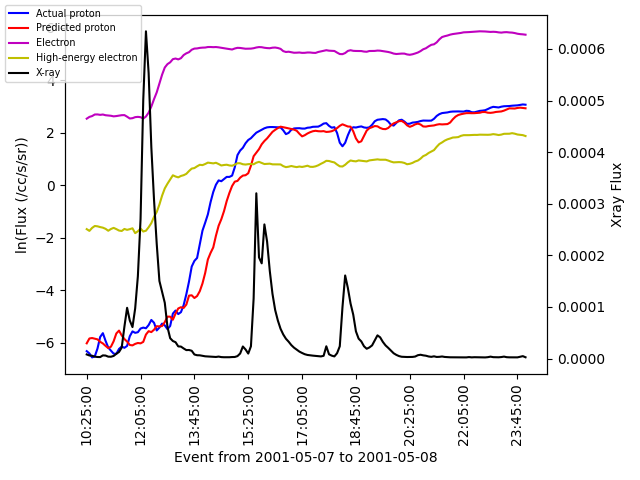 Actual proton
Predicted proton
Electron
High-energy electron
X-ray
4
2
0
−2
−4
−6
ln(Flux (/cc/s/sr))
0.0006
0.0005
0.0004
0.0003
0.0002
0.0001
0.0000
Xray Flux
10:25:00
12:05:00
13:45:00
15:25:00
17:05:00
18:45:00
20:25:00
22:05:00
23:45:00
Event from 2001-05-07 to 2001-05-08